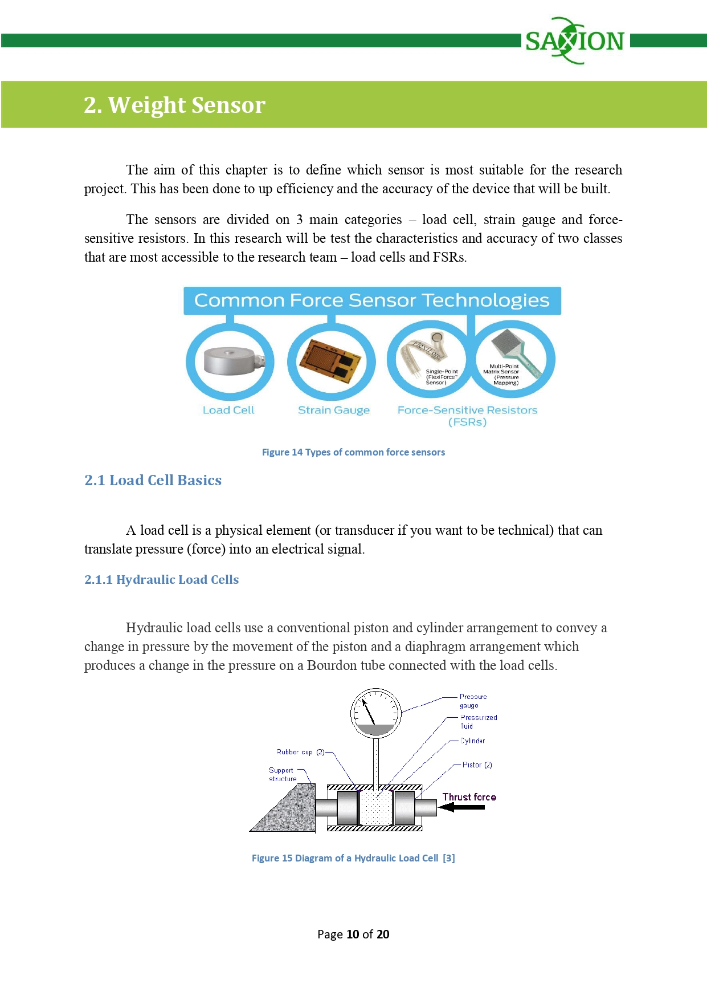 SAXION
2. Weight Sensor
The aim of this chapter is to define which sensor is most suitable for the research
project. This has been done to up efficiency and the accuracy of the device that will be built.
The sensors are divided on 3 main categories – load cell, strain gauge and force-
sensitive resistors. In this research will be test the characteristics and accuracy of two classes
that are most accessible to the research team – load cells and FSRs.
Common Force Sensor Technologies
FlexiForce
Single-Point
(FlexiForce™
Sensor)
Multi-Point
Matrix Sensor
(Pressure
Mapping)
Load Cell
Strain Gauge
Force-Sensitive Resistors
(FSRs)
Figure 14 Types of common force sensors
2.1 Load Cell Basics
A load cell is a physical element (or transducer if you want to be technical) that can
translate pressure (force) into an electrical signal.
2.1.1 Hydraulic Load Cells
Hydraulic load cells use a conventional piston and cylinder arrangement to convey a
change in pressure by the movement of the piston and a diaphragm arrangement which
produces a change in the pressure on a Bourdon tube connected with the load cells.
Pressure
gauge
Pressurized
fluid
Cylinder
Rubber cup (2)
Piston (2)
Support
structure
Thrust force
Figure 15 Diagram of a Hydraulic Load Cell [3]
Page 10 of 20